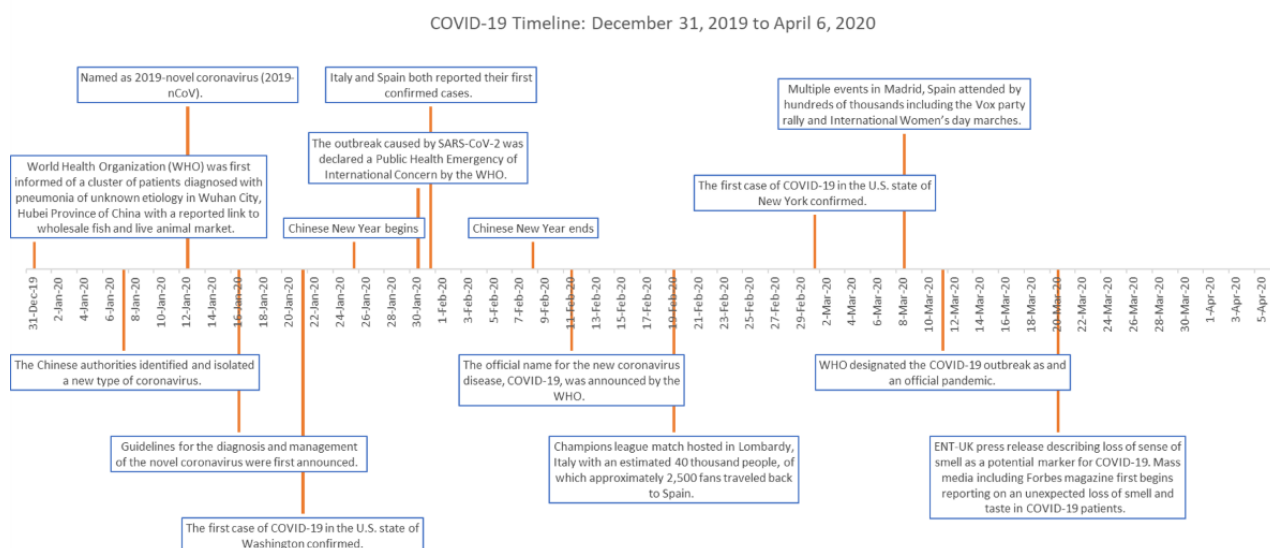 COVID-19 Timeline: December 31, 2019 to April 6, 2020
Named as 2019-novel coronavirus (2019-
nCoV).
Italy and Spain both reported their first
confirmed cases.
Multiple events in Madrid, Spain attended by
hundreds of thousands including the Vox party
rally and International Women's day marches.
The outbreak caused by SARS-CoV-2 was
declared a Public Health Emergency of
International Concern by the WHO.
World Health Organization (WHO) was first
informed of a cluster of patients diagnosed with
pneumonia of unknown etiology in Wuhan City,
Hubei Province of China with a reported link to
wholesale fish and live animal market.
The first case of COVID-19 in the U.S. state of
New York confirmed.
Chinese New Year begins
Chinese New Year ends
31-Dec-19
2-Jan-20
4-Jan-20
6-Jan-20
8-Jan-20
10-Jan-20
12-Jan-20
14-Jan-20
16-Jan-20
18-Jan-20
20-Jan-20
22-Jan-20
24-Jan-20
26-Jan-20
28-Jan-20
30-Jan-20
1-Feb-20
3-Feb-20
5-Feb-20
7-Feb-20
9-Feb-20
11-Feb-20
13-Feb-20
15-Feb-20
17-Feb-20
19-Feb-20
21-Feb-20
23-Feb-20
25-Feb-20
27-Feb-20
29-Feb-20
2-Mar-20
4-Mar-20
6-Mar-20
8-Mar-20
10-Mar-20
12-Mar-20
14-Mar-20
16-Mar-20
18-Mar-20
20-Mar-20
22-Mar-20
24-Mar-20
26-Mar-20
28-Mar-20
30-Mar-20
1-Apr-20
3-Apr-20
5-Apr-20
The Chinese authorities identified and isolated
a new type of coronavirus.
The official name for the new coronavirus
disease, COVID-19, was announced by the
WHO.
WHO designated the COVID-19 outbreak as and
an official pandemic.
Guidelines for the diagnosis and management
of the novel coronavirus were first announced.
Champions league match hosted in Lombardy,
Italy with an estimated 40 thousand people, of
which approximately 2,500 fans traveled back
to Spain.
ENT-UK press release describing loss of sense of
smell as a potential marker for COVID-19. Mass
media including Forbes magazine first begins
reporting on an unexpected loss of smell and
taste in COVID-19 patients.
The first case of COVID-19 in the U.S. state of
Washington confirmed.